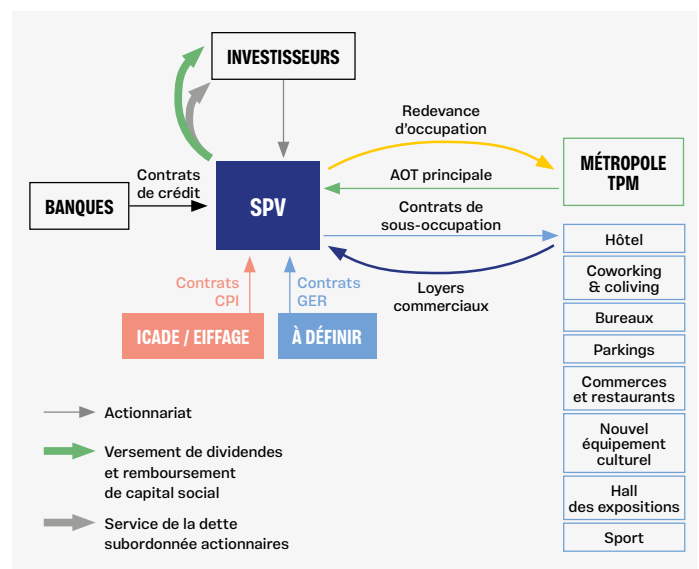 INVESTISSEURS
Redevance
d'occupation
MÉTROPOLE
TPM
Contrats
de crédit
AOT principale
BANQUES
SPV
Contrats de
sous-occupation
Hôtel
Coworking
& coliving
Contrats
CPI
Contrats
GER
Loyers
commerciaux
Bureaux
ICADE / EIFFAGE
À DÉFINIR
Parkings
Commerces
et restaurants
Nouvel
équipement
culturel
Hall
des expositions
Sport
Actionnariat
Versement de dividendes
et remboursement
de capital social
Service de la dette
subordonnée actionnaires